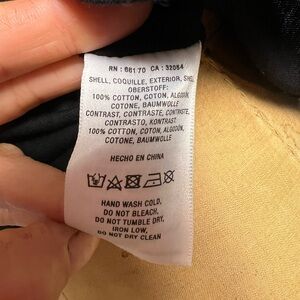 RN : 66170 CA : 32084
SHELL, COQUILLE, EXTERIOR,
OBERSTOFF:
100% COTTON, COTON, ALGODÓN,
COTONE, BAUMWOLLE
CONTRAST, CONTRASTE, CONTRASTE,
CONTRASTO, KONTRAST:
100% COTTON, COTON, ALGODÓN,
COTONE, BAUMWOLLE
HECHO EN CHINA
HAND WASH COLD,
DO NOT BLEACH,
DO NOT TUMBLE DRY,
IRON LOW,
DO NOT DRY CLEAN